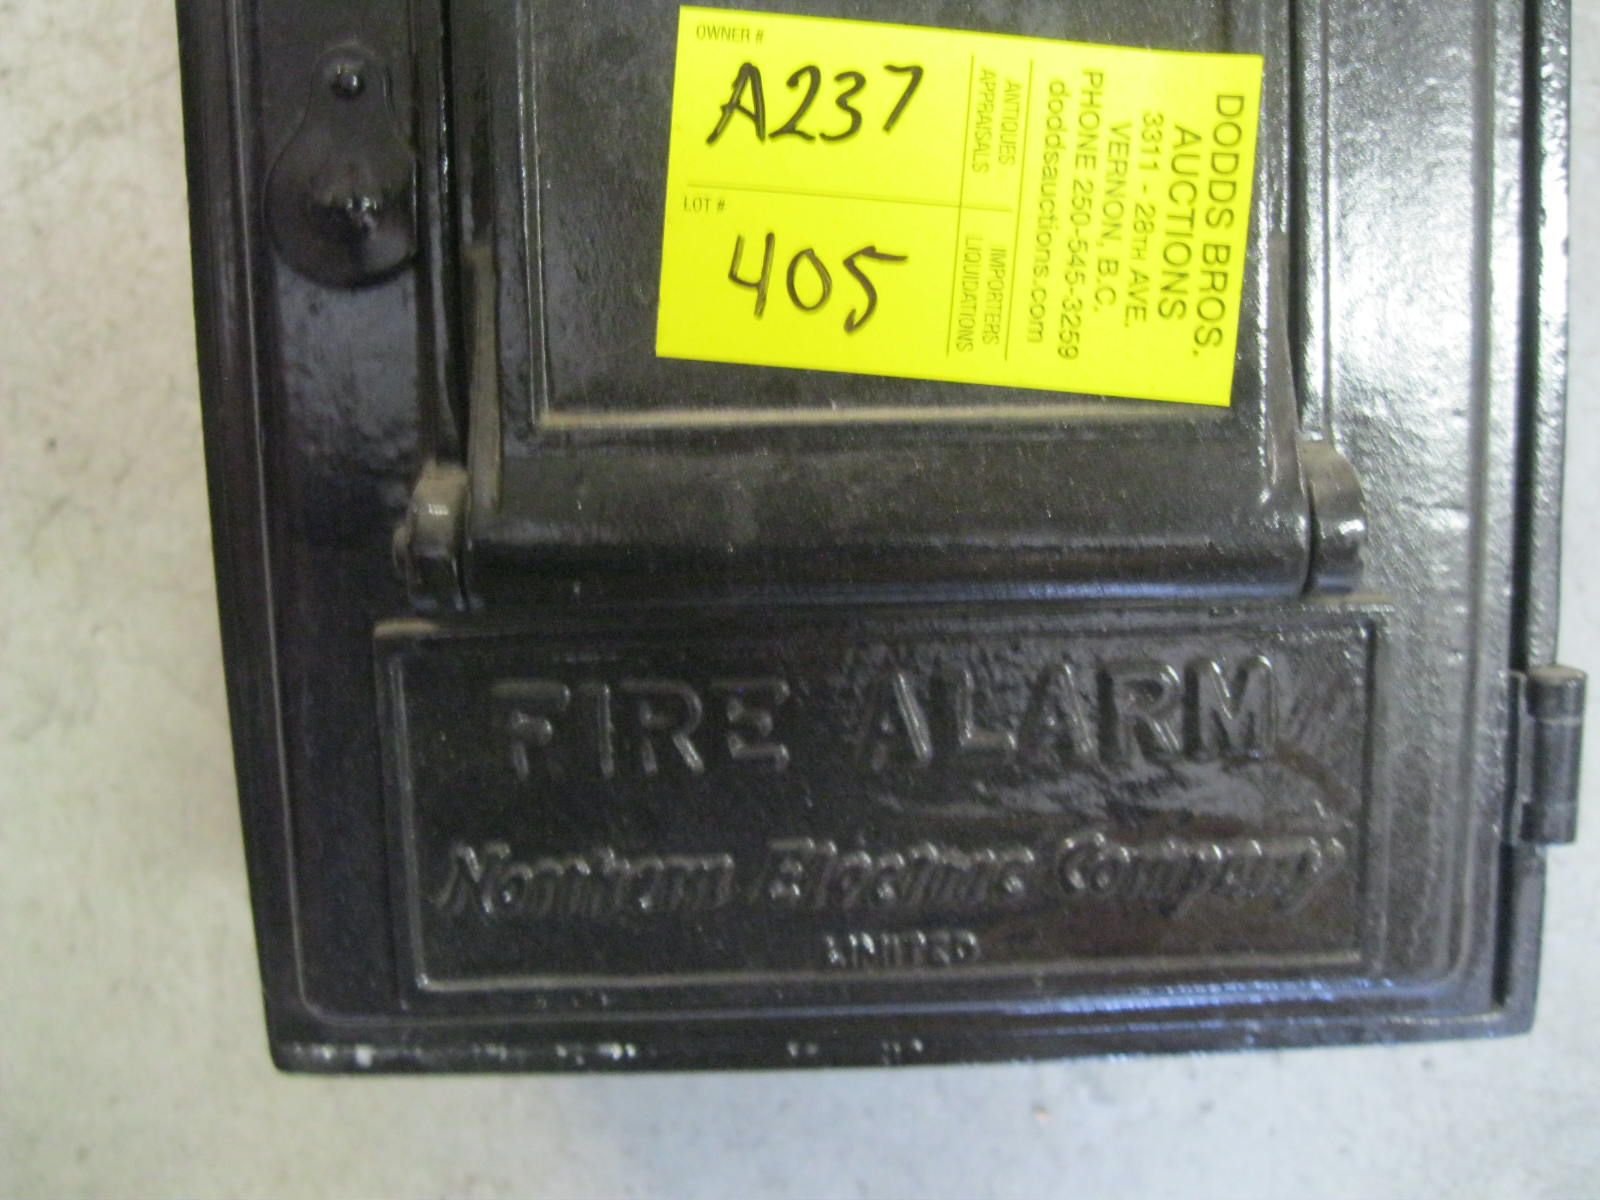 OWNER #
A237
LOT #
405
ANTIQUES
APPRAISALS
IMPORTERS
LIQUIDATIONS
DODDS BROS.
AUCTIONS
3311 - 28TH AVE.
VERNON, B.C.
PHONE 250-545-3259
doddsauctions.com
FIRE ALARM
Northern Electric Company
LIMITED